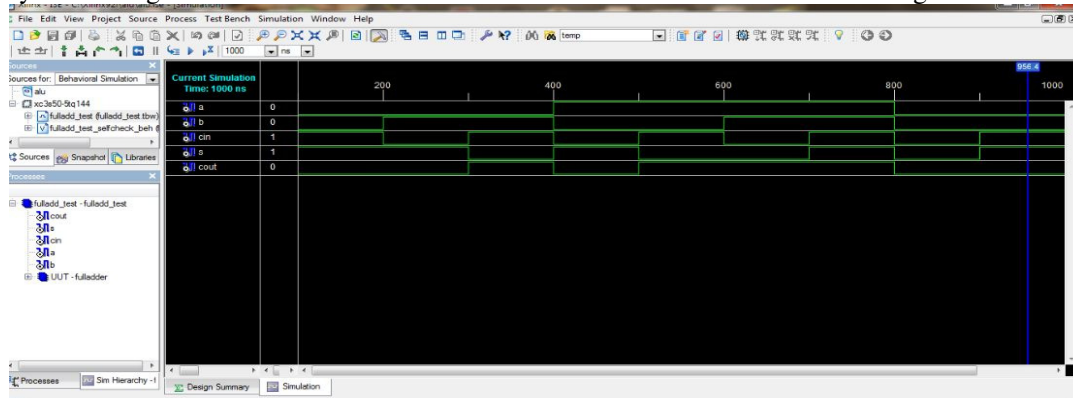 File Edit View Project Source Process Test Bench Simulation Window Help
temp
1000 ns
Sources
Sources for: Behavioral Simulation
alu
xc3s50-5tq144
fulladd_test (fulladd_test.tbw)
fulladd_test_selfcheck_beh (
Sources Snapshot Libraries
Processes
fulladd_test - fulladd_test
cout
s
cin
a
b
UUT - fulladder
Processes Sim Hierarchy -
Current Simulation
Time: 1000 ns
956.4
200 400 600 800 1000
a 0
b 0
cin 1
s 1
cout 0
Design Summary Simulation